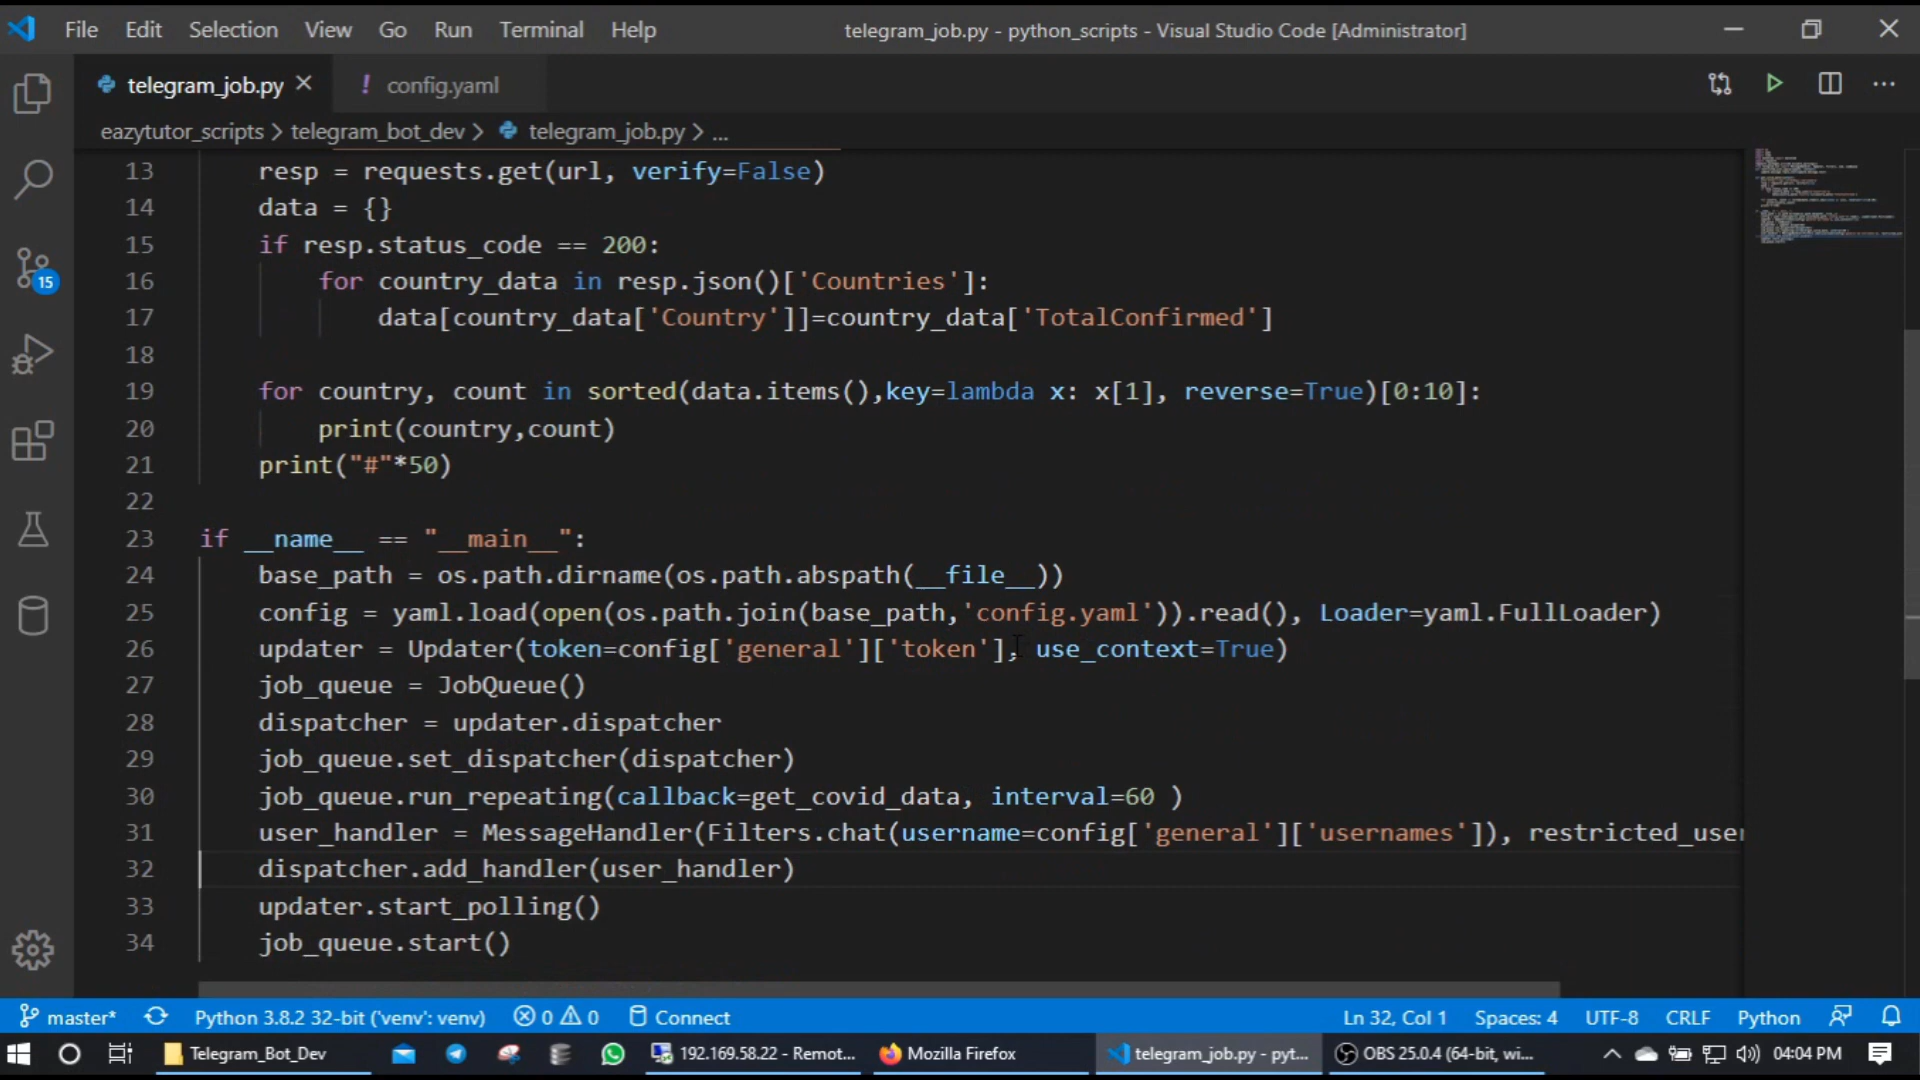 File Edit Selection View Go Run Terminal Help telegram_job.py - python_scripts - Visual Studio Code [Administrator]
telegram_job.py config.yaml
eazytutor_scripts > telegram_bot_dev > telegram_job.py > ...
13 resp = requests.get(url, verify=False)
14 data = {}
15 if resp.status_code == 200:
16 for country_data in resp.json()['Countries']:
17 data[country_data['Country']]=country_data['TotalConfirmed']
18
19 for country, count in sorted(data.items(),key=lambda x: x[1], reverse=True)[0:10]:
20 print(country,count)
21 print("#"*50)
22
23 if __name__ == "__main__":
24 base_path = os.path.dirname(os.path.abspath(__file__))
25 config = yaml.load(open(os.path.join(base_path,'config.yaml')).read(), Loader=yaml.FullLoader)
26 updater = Updater(token=config['general']['token'], use_context=True)
27 job_queue = JobQueue()
28 dispatcher = updater.dispatcher
29 job_queue.set_dispatcher(dispatcher)
30 job_queue.run_repeating(callback=get_covid_data, interval=60 )
31 user_handler = MessageHandler(Filters.chat(username=config['general']['usernames']), restricted_user
32 dispatcher.add_handler(user_handler)
33 updater.start_polling()
34 job_queue.start()
15
master* Python 3.8.2 32-bit ('venv': venv) 0 0 Connect Ln 32, Col 1 Spaces: 4 UTF-8 CRLF Python
Telegram_Bot_Dev 192.169.58.22 - Remot... Mozilla Firefox telegram_job.py - pyt... OBS 25.0.4 (64-bit, wi... 04:04 PM